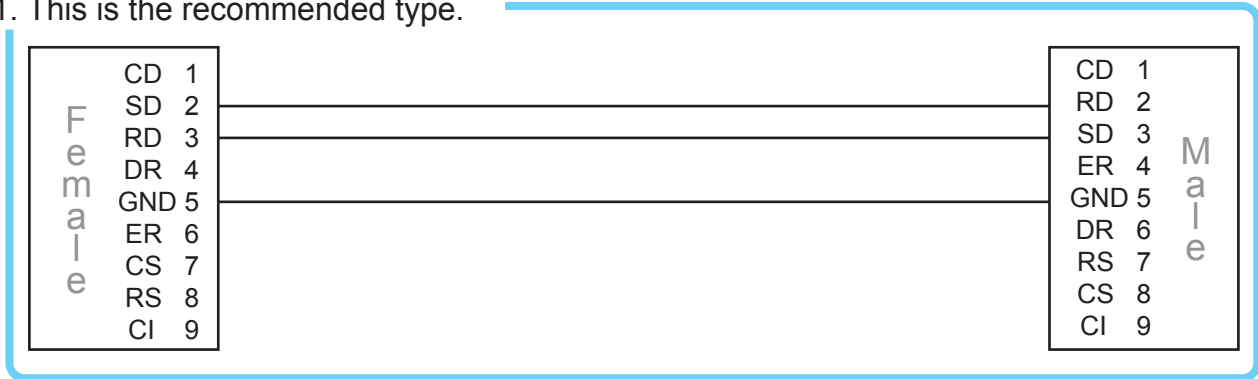 1. This is the recommended type.
Female
CD 1
SD 2
RD 3
DR 4
GND 5
ER 6
CS 7
RS 8
CI 9
CD 1
RD 2
SD 3
ER 4
GND 5
DR 6
RS 7
CS 8
CI 9
Male